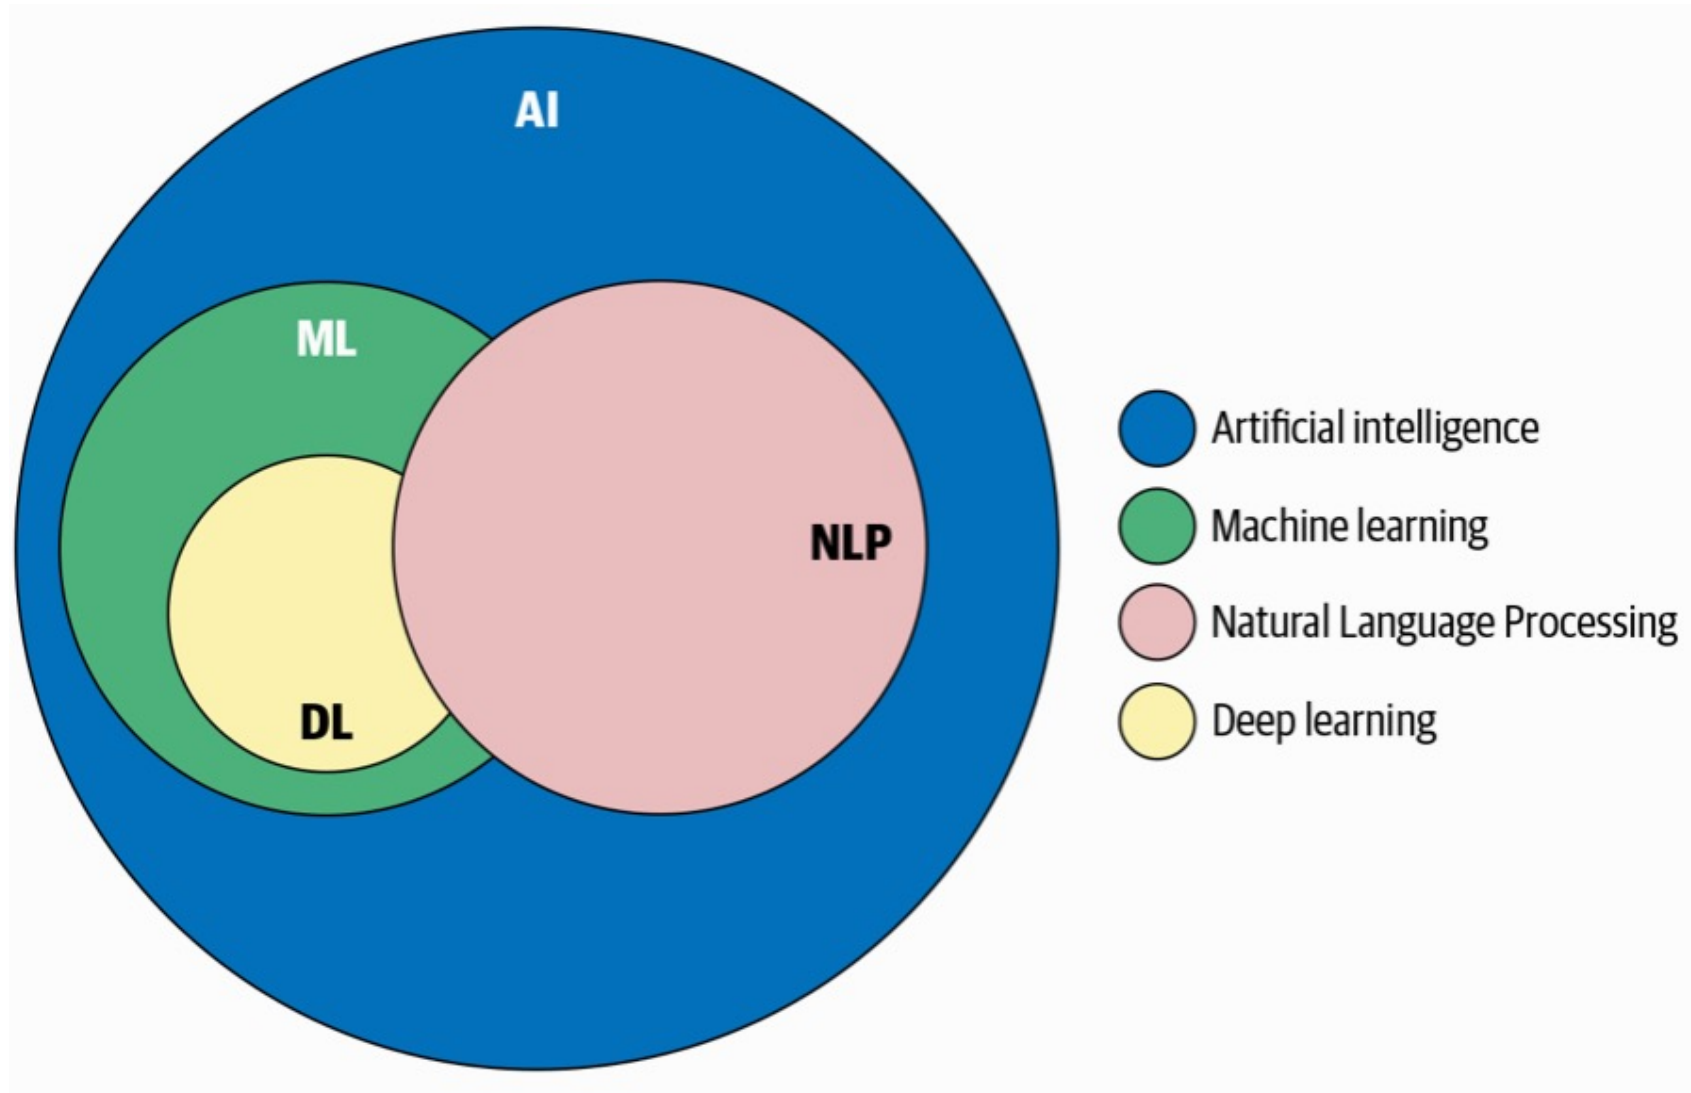 AI
ML
NLP
DL
Artificial intelligence
Machine learning
Natural Language Processing
Deep learning